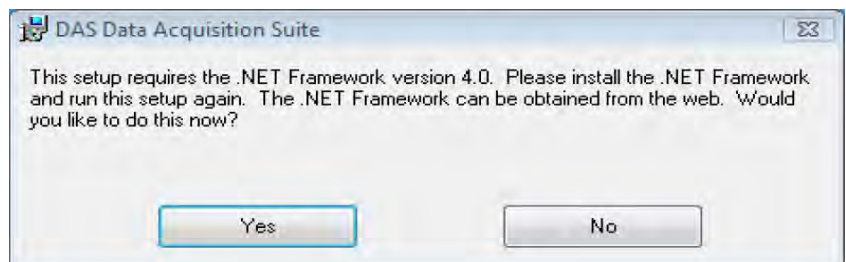 DAS Data Acquisition Suite
This setup requires the .NET Framework version 4.0.  Please install the .NET Framework
and run this setup again.  The .NET Framework can be obtained from the web.  Would
you like to do this now?
Yes
No